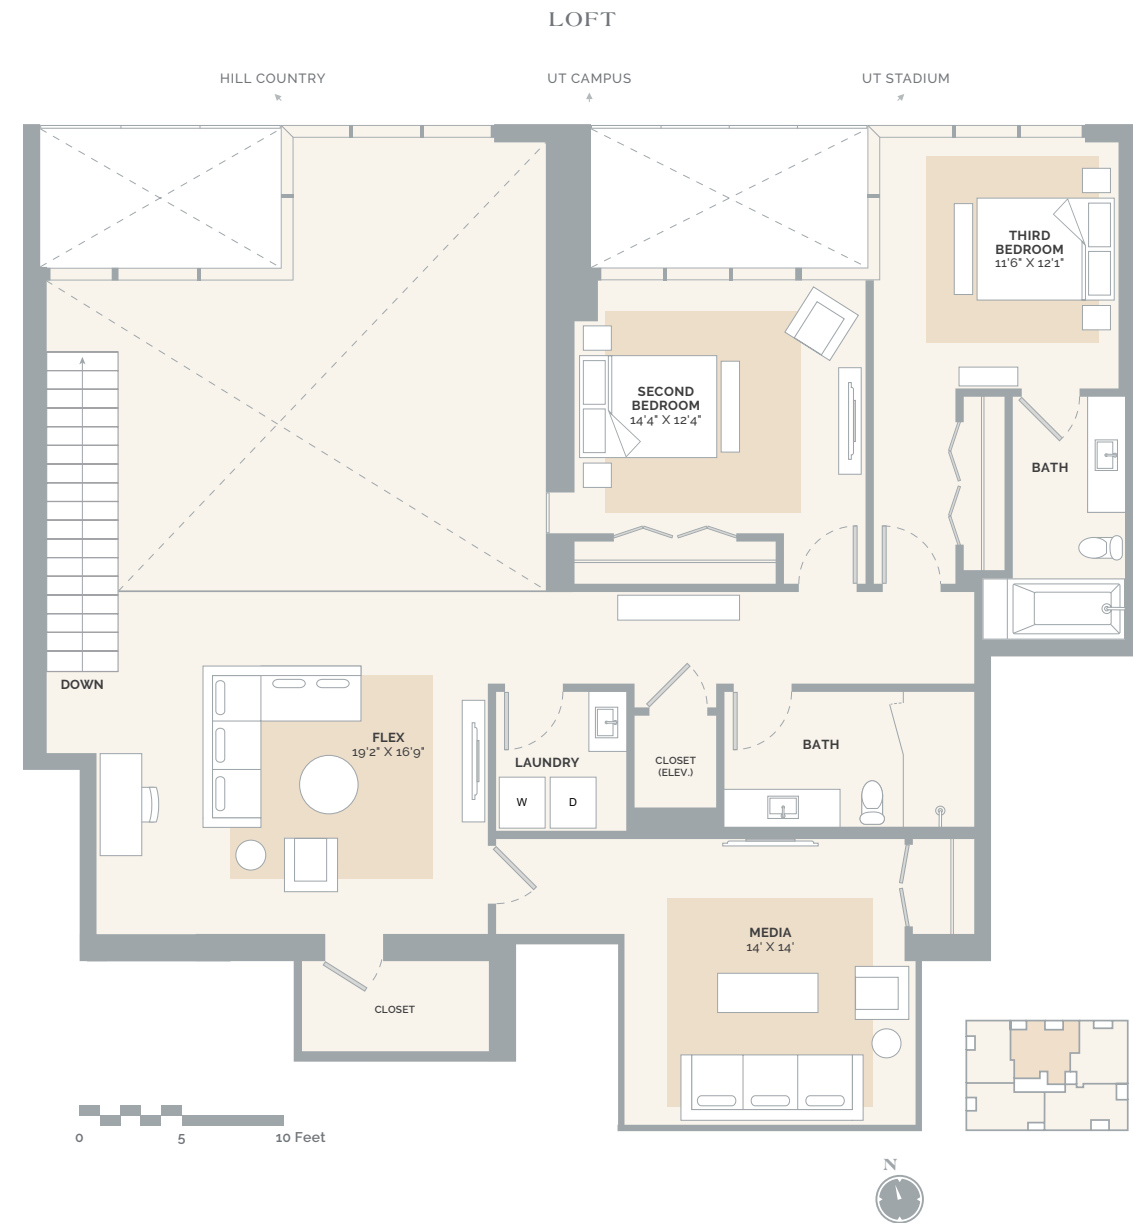 LOFT
HILL COUNTRY
UT CAMPUS
UT STADIUM
THIRD
BEDROOM
11'6" X 12'1"
SECOND
BEDROOM
14'4" X 12'4"
BATH
DOWN
FLEX
19'2" X 16'9"
LAUNDRY
W
D
CLOSET
(ELEV.)
BATH
MEDIA
14' X 14'
CLOSET
0
5
10 Feet
N